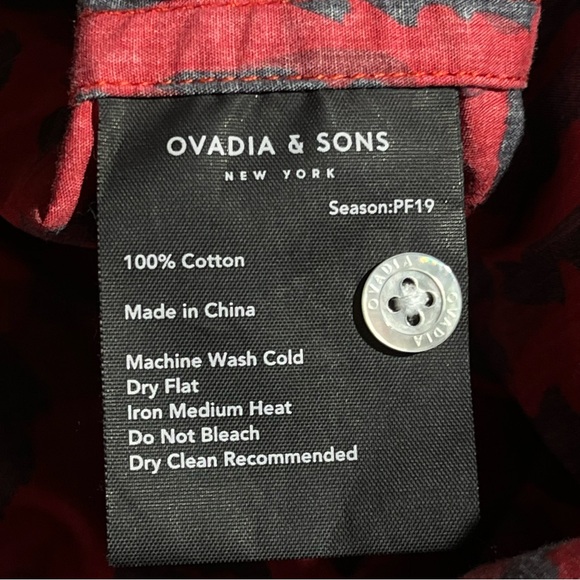 OVADIA & SONS
NEW YORK
Season:PF19
100% Cotton
OVADIA
OVADIA
Made in China
Machine Wash Cold
Dry Flat
Iron Medium Heat
Do Not Bleach
Dry Clean Recommended